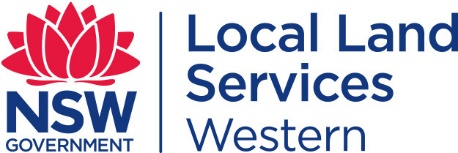 NSW
GOVERNMENT
Local Land
Services
Western